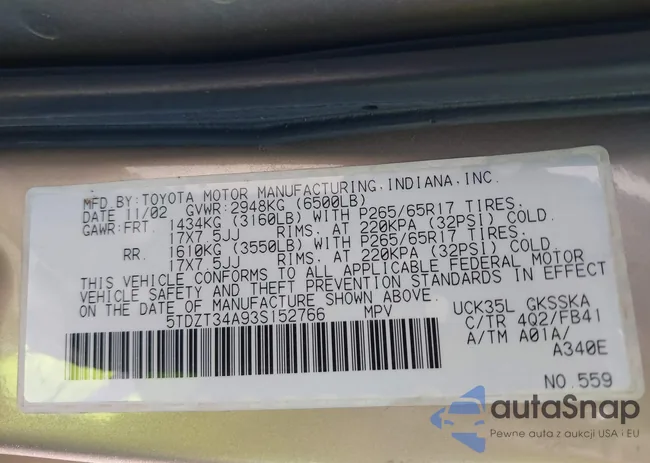 MFD.BY:TOYOTA MOTOR MANUFACTURING,INDIANA,INC.
DATE 11/02 GVWR:2948KG (6500LB)
GAWR:FRT. 1434KG (3160LB) WITH P265/65R17 TIRES.
17X7.5JJ RIMS. AT 220KPA (32PSI) COLD.
RR. 1610KG (3550LB) WITH P265/65R17 TIRES.
17X7.5JJ RIMS. AT 220KPA (32PSI) COLD.
THIS VEHICLE CONFORMS TO ALL APPLICABLE FEDERAL MOTOR
VEHICLE SAFETY AND THEFT PREVENTION STANDARDS IN EFFECT
ON THE DATE OF MANUFACTURE SHOWN ABOVE.
5TDZT34A93S152766 MPV
UCK35L GKSSKA
C/TR 4Q2/FB41
A/TM A01A/
A340E
NO.559
autaSnap
Pewne auta z aukcji USA i EU